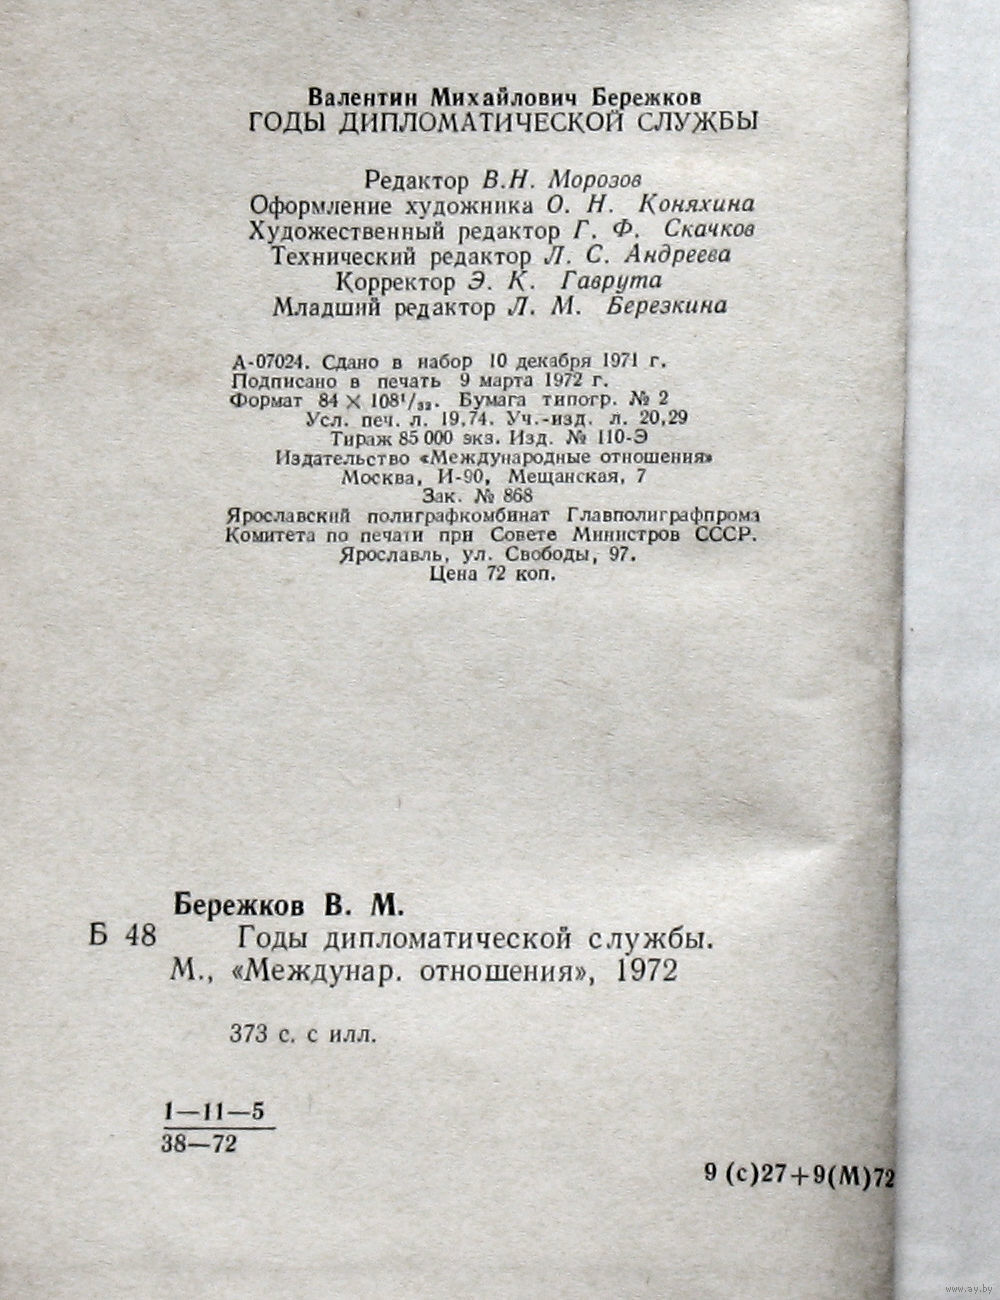 Валентин Михайлович Бережков
ГОДЫ ДИПЛОМАТИЧЕСКОЙ СЛУЖБЫ
Редактор В.Н. Морозов
Оформление художника О. Н. Коняхина
Художественный редактор Г. Ф. Скачков
Технический редактор Л. С. Андреева
Корректор Э. К. Гаврута
Младший редактор Л. М. Березкина
А-07024. Сдано в набор 10 декабря 1971 г.
Подписано в печать 9 марта 1972 г.
Формат 84 × 108¹/₃₂. Бумага типогр. № 2
Усл. печ. л. 19,74. Уч.-изд. л. 20,29
Тираж 85 000 экз. Изд. № 110-Э
Издательство «Международные отношения»
Москва, И-90, Мещанская, 7
Зак. № 868
Ярославский полиграфкомбинат Главполиграфпрома
Комитета по печати при Совете Министров СССР.
Ярославль, ул. Свободы, 97.
Цена 72 коп.
Бережков В. М.
Б 48 Годы дипломатической службы.
М., «Междунар. отношения», 1972
373 с. с илл.
1—11—5
38—72
9 (с)27+9(М)72
www.ay.by